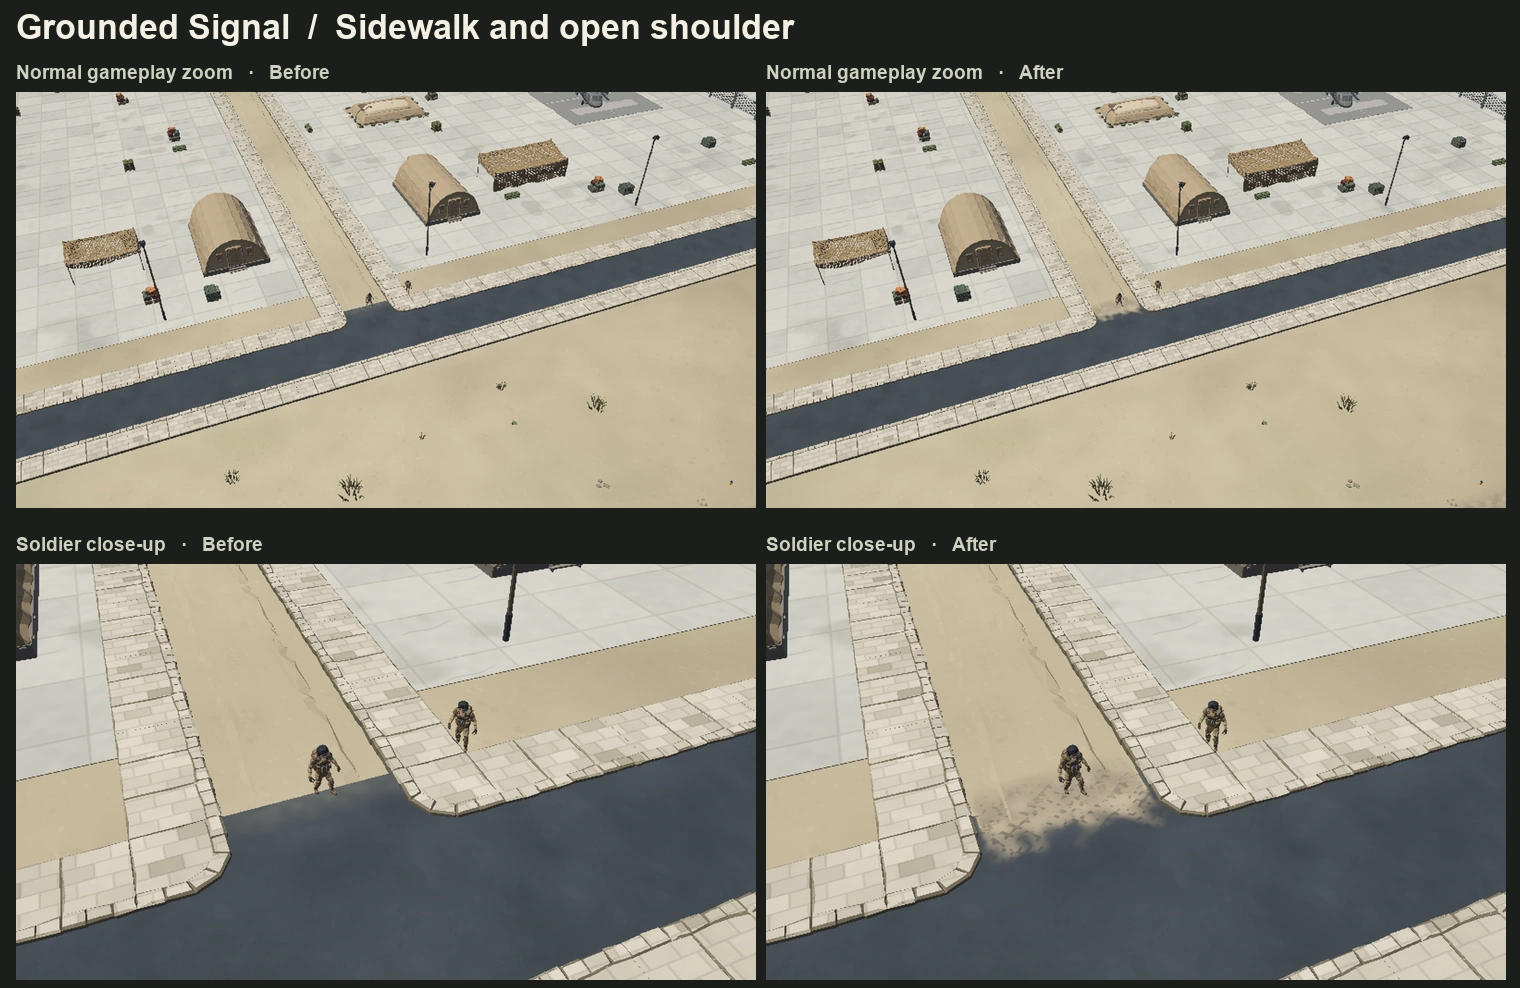 Grounded Signal / Sidewalk and open shoulder
Normal gameplay zoom · Before
Normal gameplay zoom · After
Soldier close-up · Before
Soldier close-up · After